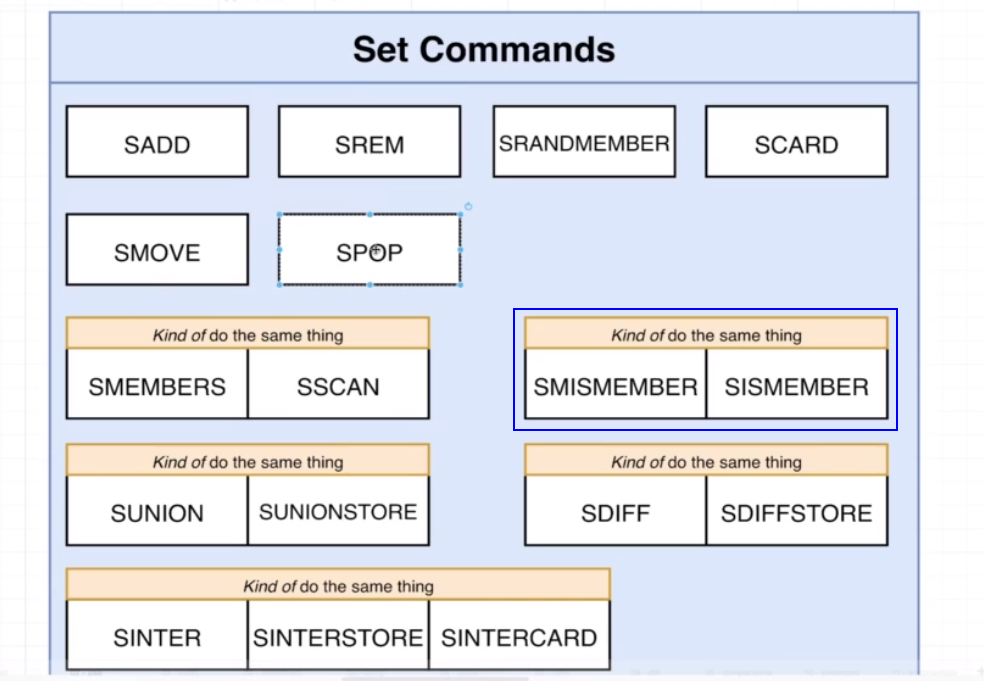 Set Commands
SADD SREM SRANDMEMBER SCARD
SMOVE SPOP
Kind of do the same thing Kind of do the same thing
SMEMBERS SSCAN SMISMEMBER SISMEMBER
Kind of do the same thing Kind of do the same thing
SUNION SUNIONSTORE SDIFF SDIFFSTORE
Kind of do the same thing
SINTER SINTERSTORE SINTERCARD